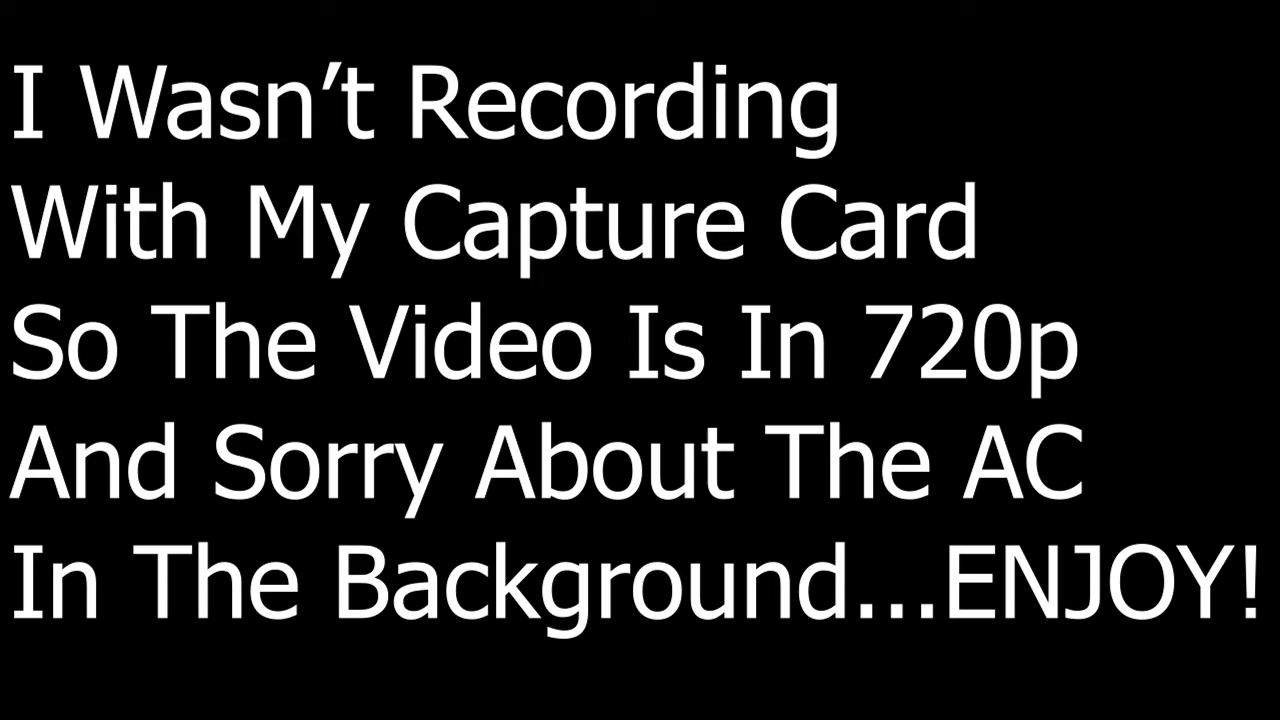 I Wasn’t Recording
With My Capture Card
So The Video Is In 720p
And Sorry About The AC
In The Background...ENJOY!